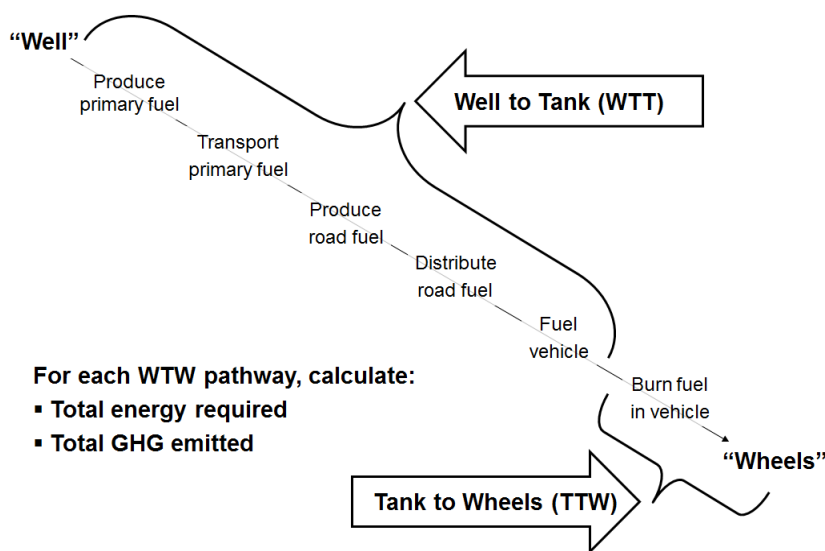 “Well”
Produce
primary fuel
Well to Tank (WTT)
Transport
primary fuel
Produce
road fuel
Distribute
road fuel
Fuel
vehicle
For each WTW pathway, calculate:
▪ Total energy required
▪ Total GHG emitted
Burn fuel
in vehicle
“Wheels”
Tank to Wheels (TTW)